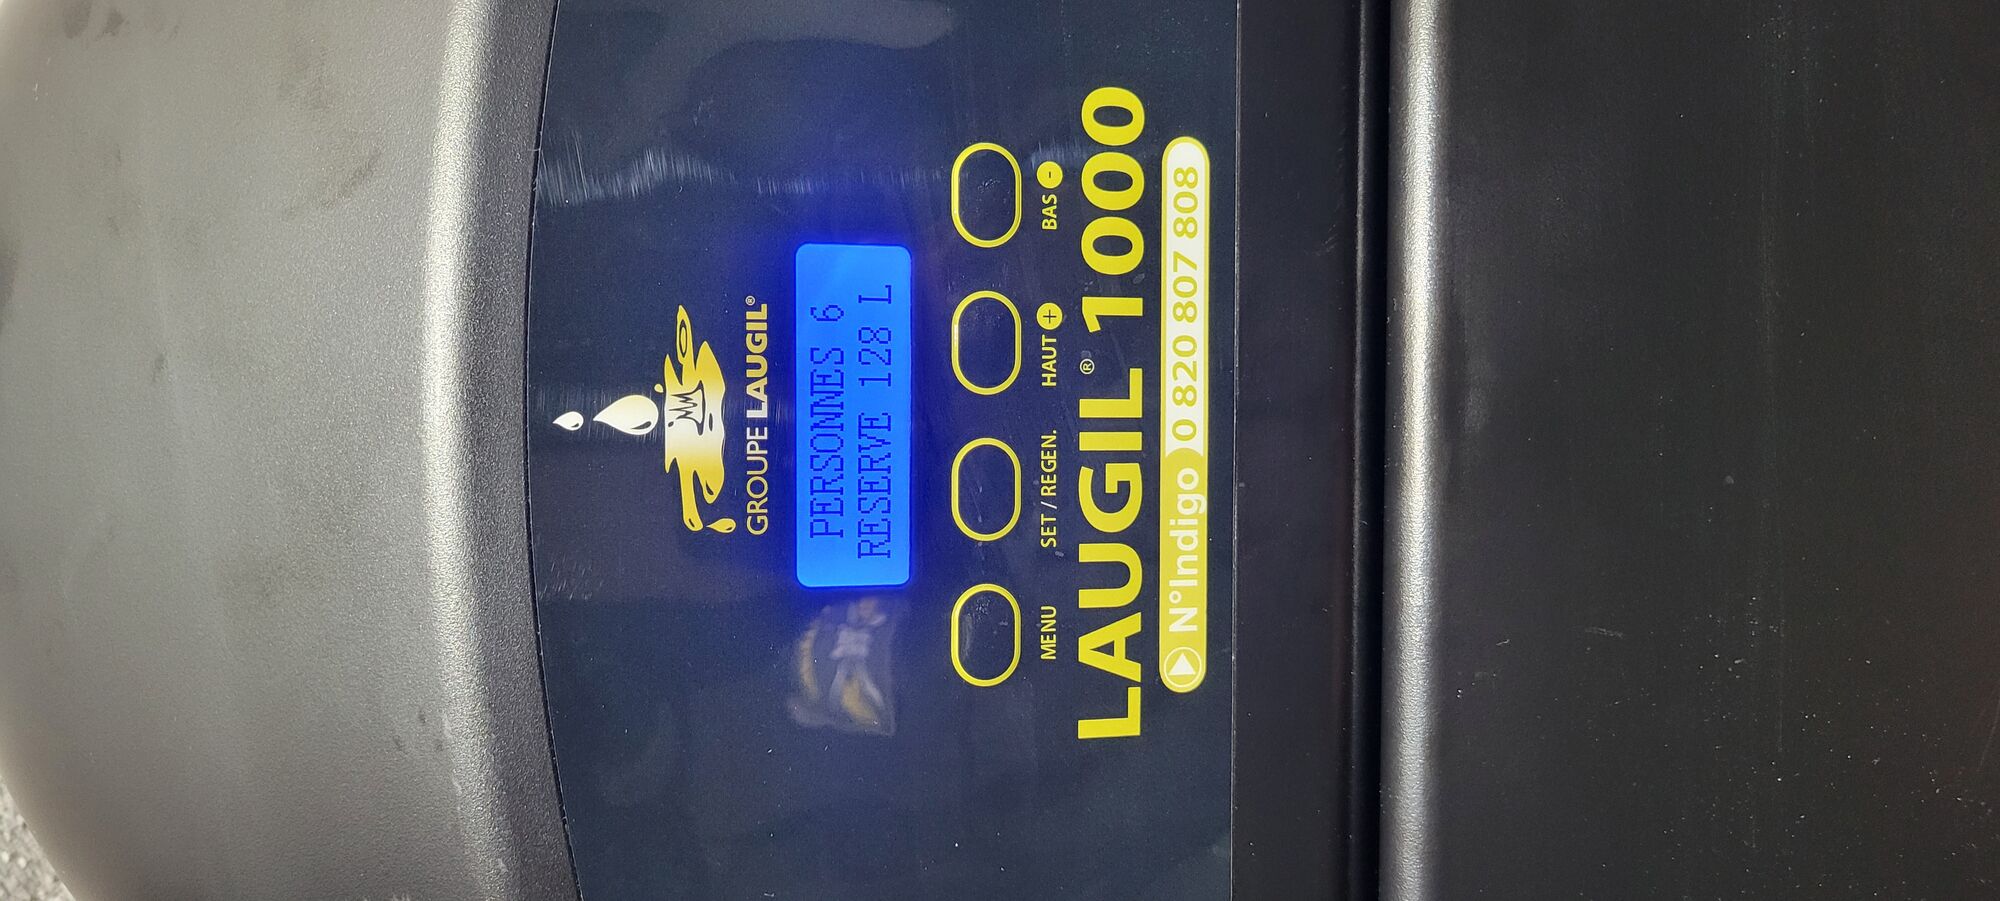 GROUPE LAUGIL®
PERSONNES 6
RESERVE 128 L
MENU SET / REGEN. HAUT + BAS -
LAUGIL® 1000
N°Indigo 0 820 807 808